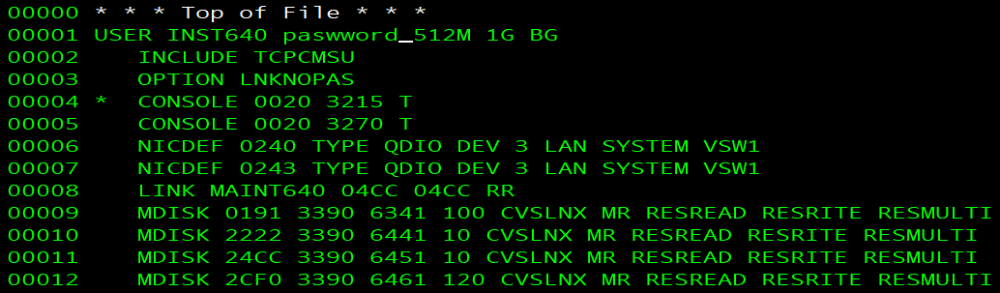 00000 * * * Top of File * * *
00001 USER INST640 paswword_512M 1G BG
00002    INCLUDE TCPCMSU
00003    OPTION LNKNOPAS
00004 *  CONSOLE 0020 3215 T
00005    CONSOLE 0020 3270 T
00006    NICDEF 0240 TYPE QDIO DEV 3 LAN SYSTEM VSW1
00007    NICDEF 0243 TYPE QDIO DEV 3 LAN SYSTEM VSW1
00008    LINK MAINT640 04CC 04CC RR
00009    MDISK 0191 3390 6341 100 CVSLNX MR RESREAD RESRITE RESMULTI
00010    MDISK 2222 3390 6441 10 CVSLNX MR RESREAD RESRITE RESMULTI
00011    MDISK 24CC 3390 6451 10 CVSLNX MR RESREAD RESRITE RESMULTI
00012    MDISK 2CF0 3390 6461 120 CVSLNX MR RESREAD RESRITE RESMULTI